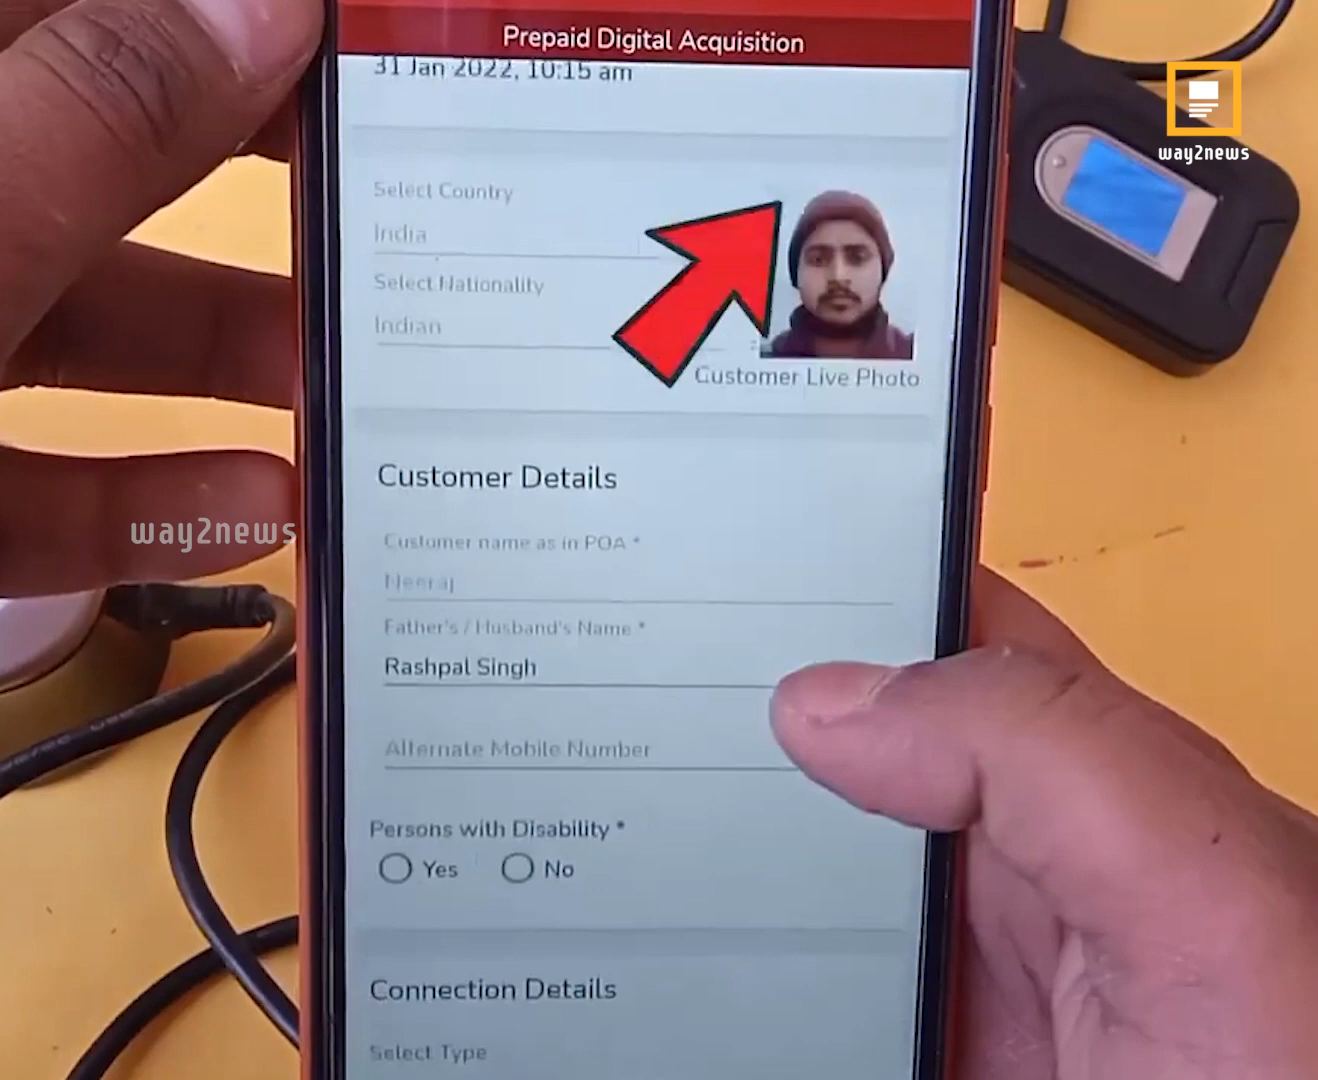 Prepaid Digital Acquisition
31 Jan 2022, 10:15 am
way2news
Select Country
India
Select Nationality
Indian
Customer Live Photo
Customer Details
way2news
Customer name as in POA *
Neeraj
Father's / Husband's Name *
Rashpal Singh
Alternate Mobile Number
Persons with Disability *
Yes No
Connection Details
Select Type